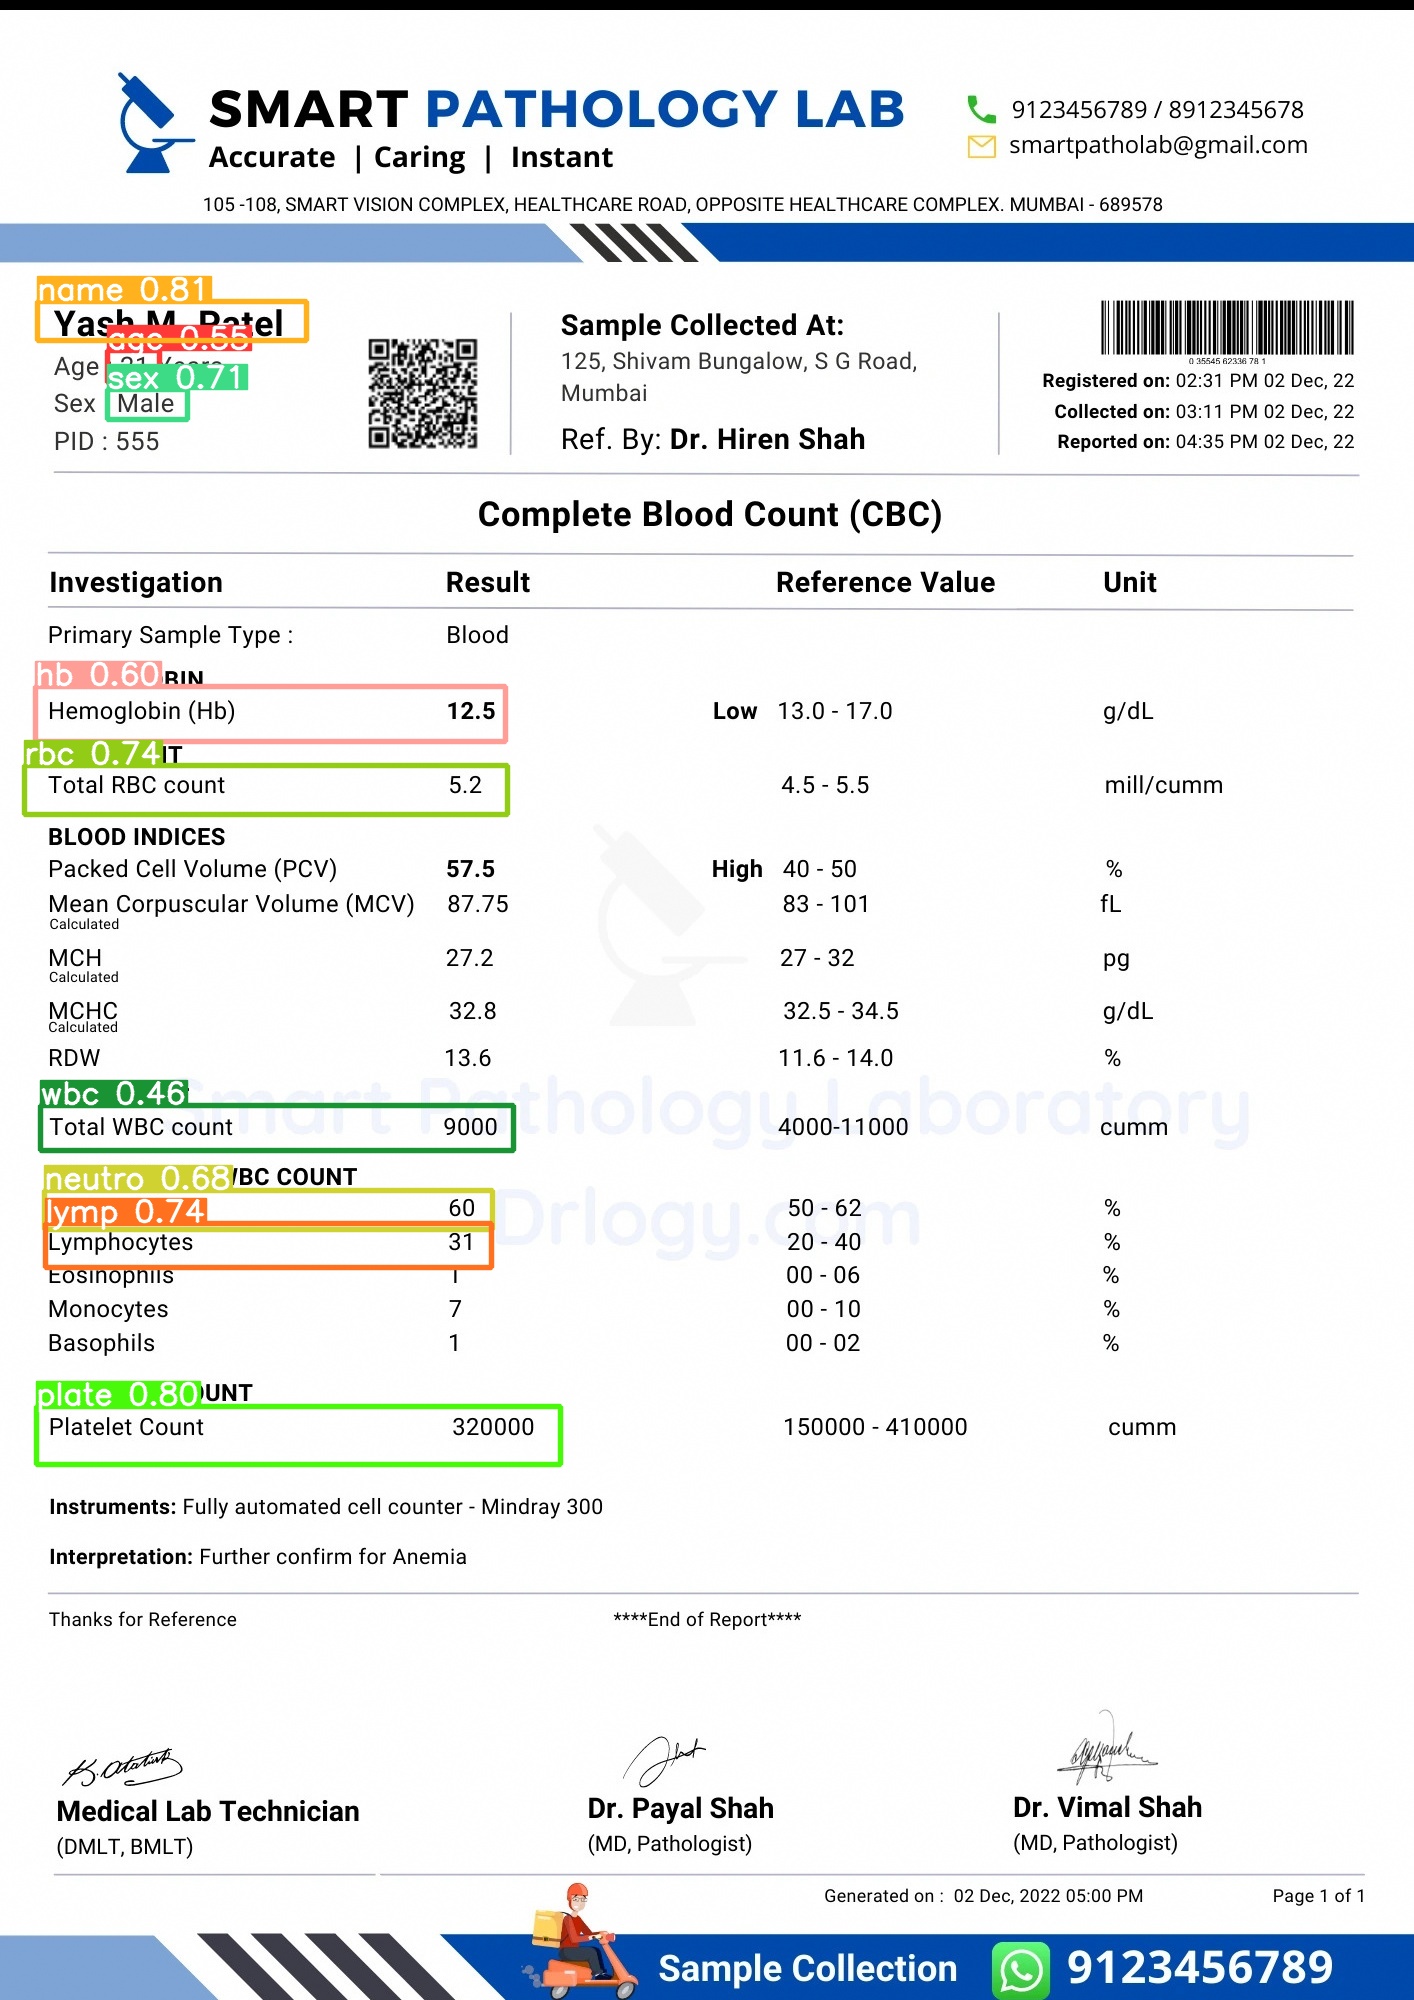 SMART PATHOLOGY LAB
Accurate | Caring | Instant
9123456789 / 8912345678
smartpatholab@gmail.com
105 -108, SMART VISION COMPLEX, HEALTHCARE ROAD, OPPOSITE HEALTHCARE COMPLEX. MUMBAI - 689578
name 0.81
Yash M. Patel
age 0.55
Age 21 Years
sex 0.71
Sex Male
PID : 555
Sample Collected At:
125, Shivam Bungalow, S G Road,
Mumbai
Ref. By: Dr. Hiren Shah
0 35545 62336 78 1
Registered on: 02:31 PM 02 Dec, 22
Collected on: 03:11 PM 02 Dec, 22
Reported on: 04:35 PM 02 Dec, 22
Complete Blood Count (CBC)
Investigation Result Reference Value Unit
Primary Sample Type : Blood
hb 0.60 BIN
Hemoglobin (Hb) 12.5 Low 13.0 - 17.0 g/dL
rbc 0.74 NT
Total RBC count 5.2 4.5 - 5.5 mill/cumm
BLOOD INDICES
Packed Cell Volume (PCV) 57.5 High 40 - 50 %
Mean Corpuscular Volume (MCV) 87.75 83 - 101 fL
Calculated
MCH 27.2 27 - 32 pg
Calculated
MCHC 32.8 32.5 - 34.5 g/dL
Calculated
RDW 13.6 11.6 - 14.0 %
wbc 0.46
Smart Pathology Laboratory
Total WBC count 9000 4000-11000 cumm
neutro 0.68 WBC COUNT
60 50 - 62 %
lymp 0.74
Drlogy.com
Lymphocytes 31 20 - 40 %
Eosinophils 1 00 - 06 %
Monocytes 7 00 - 10 %
Basophils 1 00 - 02 %
plate 0.80 OUNT
Platelet Count 320000 150000 - 410000 cumm
Instruments: Fully automated cell counter - Mindray 300
Interpretation: Further confirm for Anemia
Thanks for Reference ****End of Report****
Medical Lab Technician
(DMLT, BMLT)
Dr. Payal Shah
(MD, Pathologist)
Dr. Vimal Shah
(MD, Pathologist)
Generated on : 02 Dec, 2022 05:00 PM Page 1 of 1
Sample Collection 9123456789